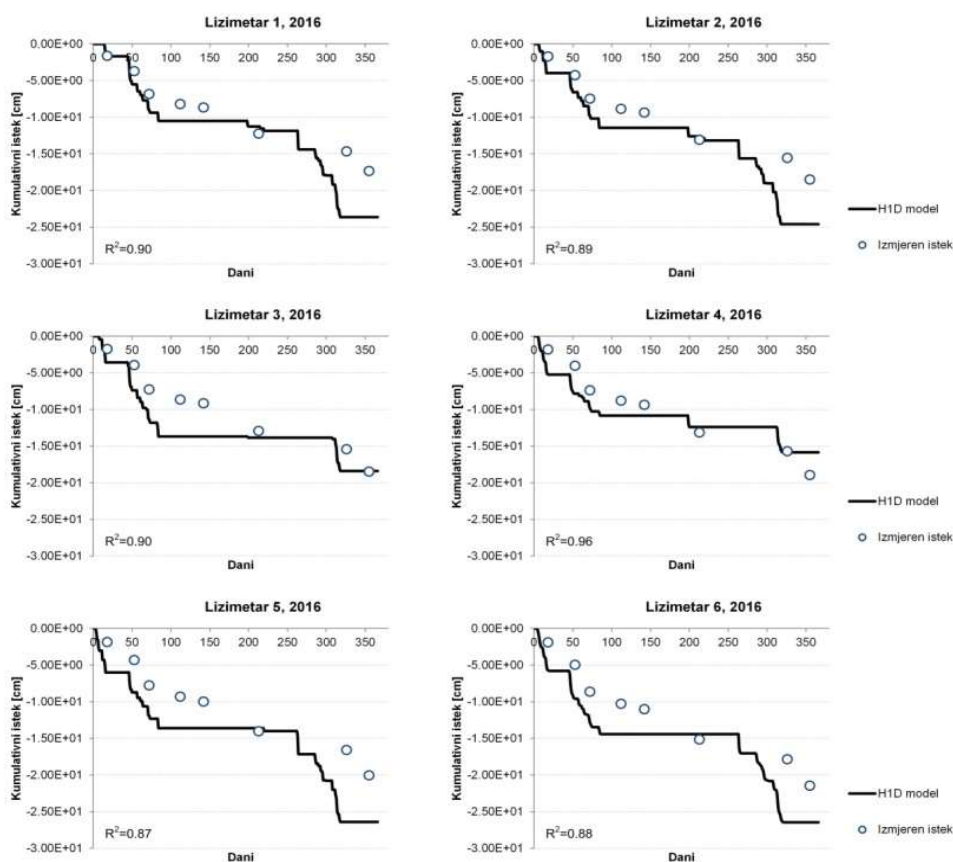 Lizimetar 1, 2016
0.00E+00
0 50 100 150 200 250 300 350
-5.00E+00
-1.00E+01
-1.50E+01
-2.00E+01
-2.50E+01
-3.00E+01
Kumulativni istek [cm]
R²=0.90
Dani
Lizimetar 2, 2016
0.00E+00
0 50 100 150 200 250 300 350
-5.00E+00
-1.00E+01
-1.50E+01
-2.00E+01
-2.50E+01
-3.00E+01
Kumulativni istek [cm]
R²=0.89
Dani
H1D model
Izmjeren istek
Lizimetar 3, 2016
0.00E+00
0 50 100 150 200 250 300 350
-5.00E+00
-1.00E+01
-1.50E+01
-2.00E+01
-2.50E+01
-3.00E+01
Kumulativni istek [cm]
R²=0.90
Dani
Lizimetar 4, 2016
0.00E+00
0 50 100 150 200 250 300 350
-5.00E+00
-1.00E+01
-1.50E+01
-2.00E+01
-2.50E+01
-3.00E+01
Kumulativni istek [cm]
R²=0.96
Dani
H1D model
Izmjeren istek
Lizimetar 5, 2016
0.00E+00
0 50 100 150 200 250 300 350
-5.00E+00
-1.00E+01
-1.50E+01
-2.00E+01
-2.50E+01
-3.00E+01
Kumulativni istek [cm]
R²=0.87
Dani
Lizimetar 6, 2016
0.00E+00
0 50 100 150 200 250 300 350
-5.00E+00
-1.00E+01
-1.50E+01
-2.00E+01
-2.50E+01
-3.00E+01
Kumulativni istek [cm]
R²=0.88
Dani
H1D model
Izmjeren istek